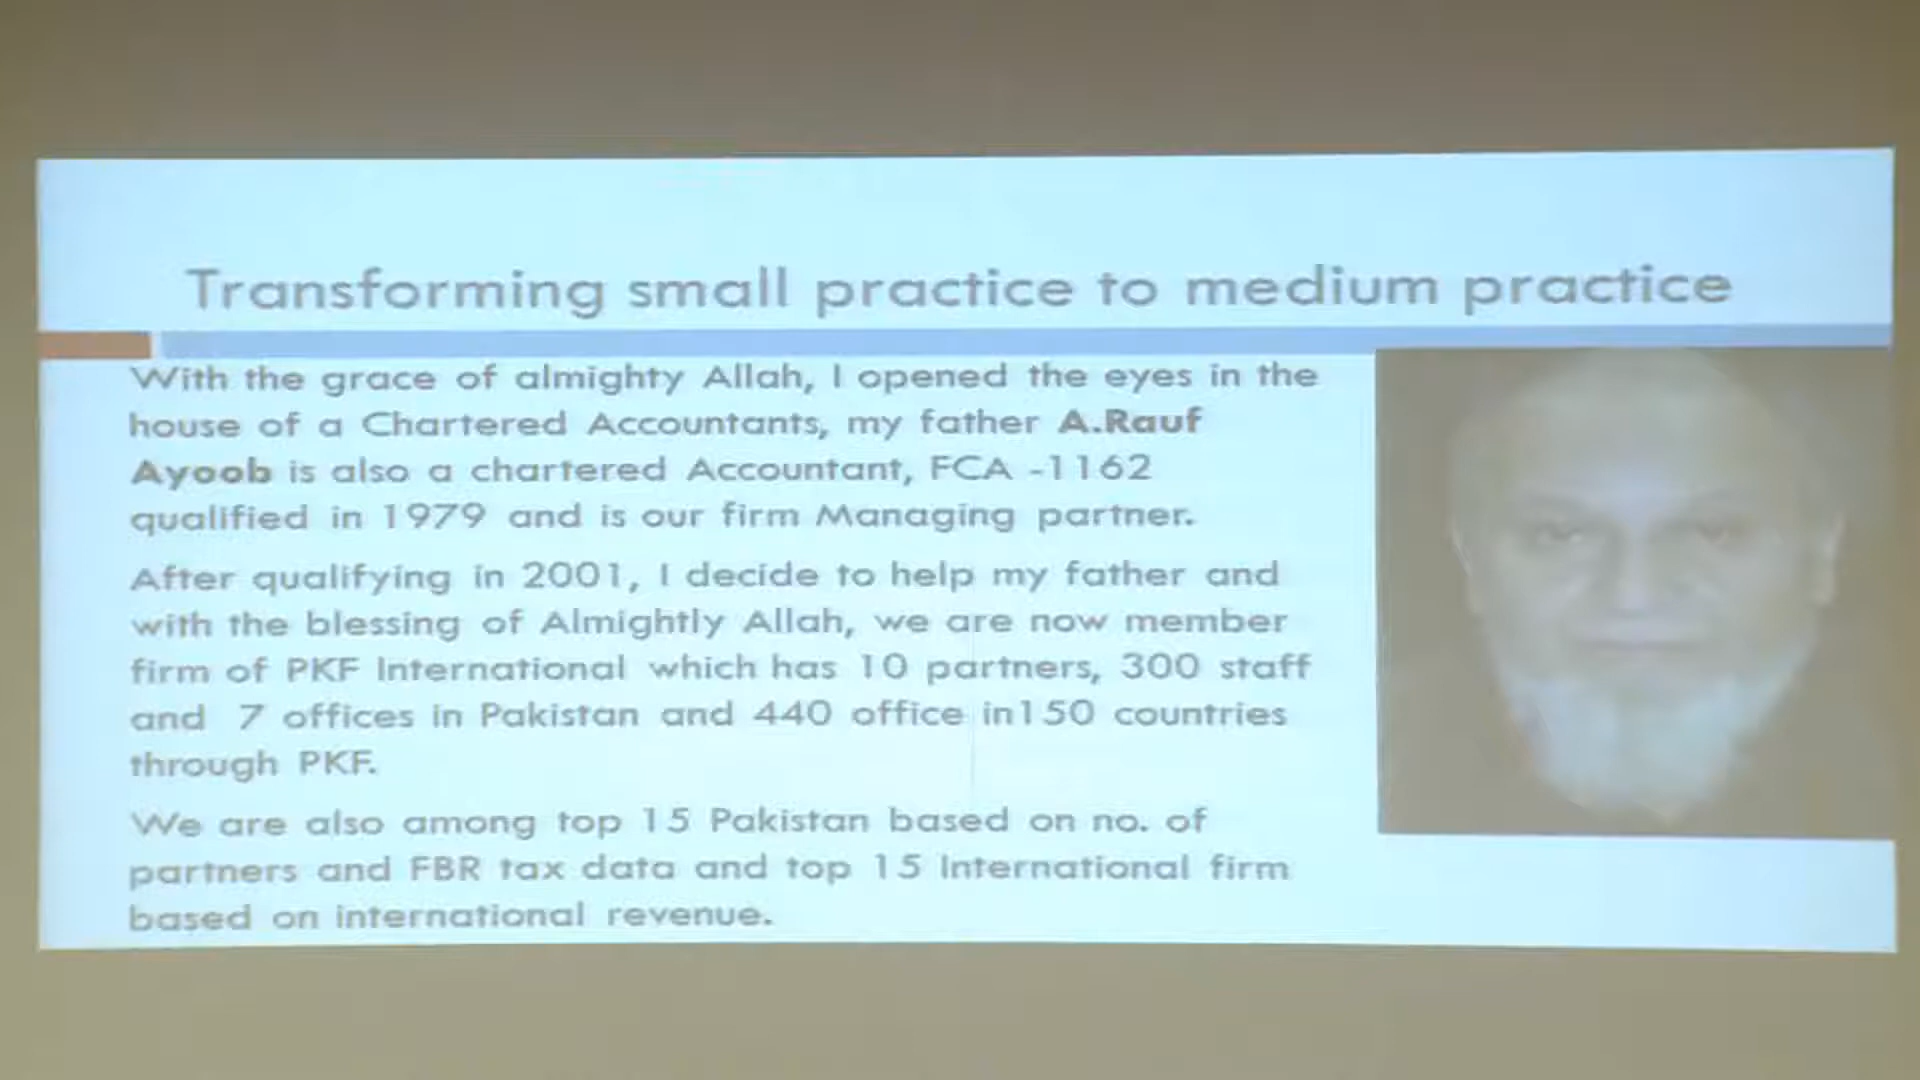 Transforming small practice to medium practice
With the grace of almighty Allah, I opened the eyes in the
house of a Chartered Accountants, my father A.Rauf
Ayoob is also a chartered Accountant, FCA -1162
qualified in 1979 and is our firm Managing partner.
After qualifying in 2001, I decide to help my father and
with the blessing of Almightly Allah, we are now member
firm of PKF International which has 10 partners, 300 staff
and 7 offices in Pakistan and 440 office in150 countries
through PKF.
We are also among top 15 Pakistan based on no. of
partners and FBR tax data and top 15 International firm
based on international revenue.